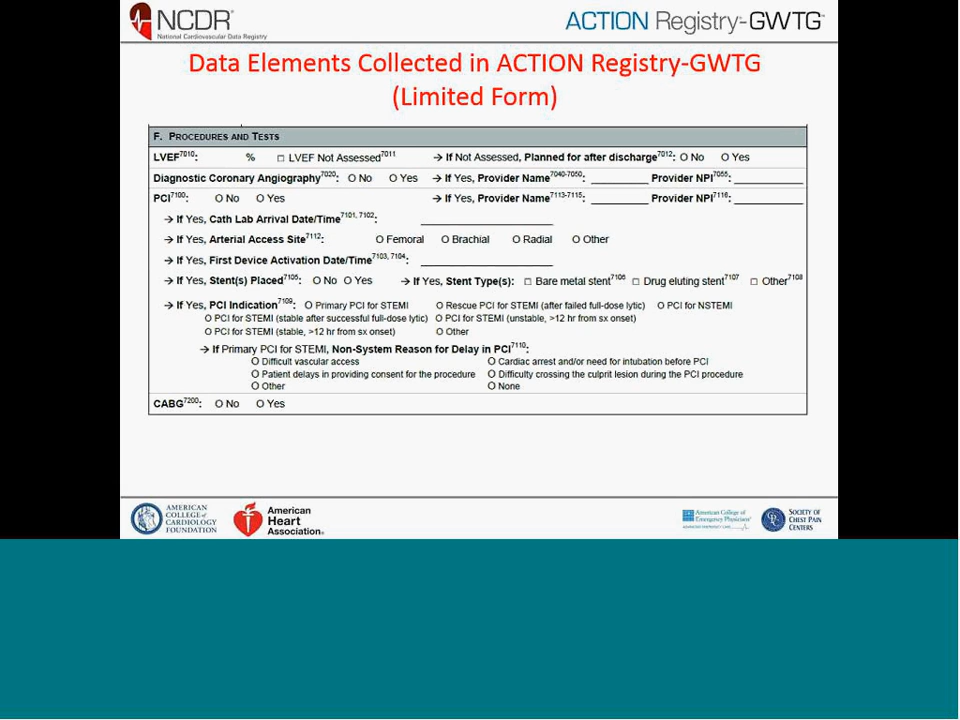 NCDR®
National Cardiovascular Data Registry
ACTION Registry-GWTG™
Data Elements Collected in ACTION Registry-GWTG
(Limited Form)
F. PROCEDURES AND TESTS
LVEF7010: % □ LVEF Not Assessed7011 → If Not Assessed, Planned for after discharge7012: O No O Yes
Diagnostic Coronary Angiography7020: O No O Yes → If Yes, Provider Name7040-7050: ________ Provider NPI7055: ________
PCI7100: O No O Yes → If Yes, Provider Name7113-7115: ________ Provider NPI7116: ________
→ If Yes, Cath Lab Arrival Date/Time7101, 7102: ________
→ If Yes, Arterial Access Site7112: O Femoral O Brachial O Radial O Other
→ If Yes, First Device Activation Date/Time7103, 7104: ________
→ If Yes, Stent(s) Placed7105: O No O Yes → If Yes, Stent Type(s): □ Bare metal stent7106 □ Drug eluting stent7107 □ Other7108
→ If Yes, PCI Indication7109: O Primary PCI for STEMI O Rescue PCI for STEMI (after failed full-dose lytic) O PCI for NSTEMI
O PCI for STEMI (stable after successful full-dose lytic) O PCI for STEMI (unstable, >12 hr from sx onset)
O PCI for STEMI (stable, >12 hr from sx onset) O Other
→ If Primary PCI for STEMI, Non-System Reason for Delay in PCI7110:
O Difficult vascular access O Cardiac arrest and/or need for intubation before PCI
O Patient delays in providing consent for the procedure O Difficulty crossing the culprit lesion during the PCI procedure
O Other O None
CABG7200: O No O Yes
AMERICAN
COLLEGE of
CARDIOLOGY
FOUNDATION
American
Heart
Association®
American College of
Emergency Physicians®
SOCIETY OF
CHEST PAIN
CENTERS